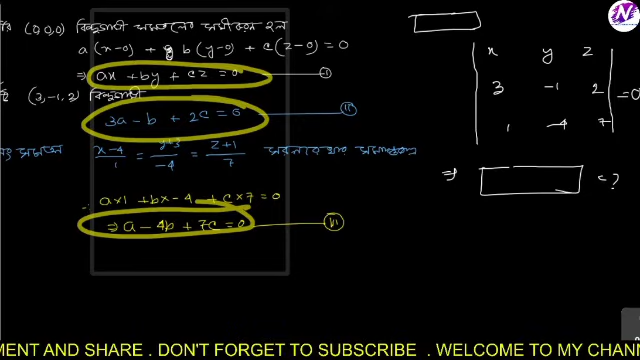 (0,0,0) বিন্দুগামী সমতলের সমীকরণ হল
a (x-0) + b (y-0) + c (z-0) = 0
⇒ ax + by + cz = 0 —(i)
(3,-1,2) বিন্দুগামী
3a - b + 2c = 0 —(ii)
সমতল x-4/1 = y+3/-4 = z+1/7
∴ a×1 + b×-4 + c×7 = 0
⇒ a - 4b + 7c = 0
x y z
3 -1 2
1 -4 7
= 0
⇒ = ?
MENT AND SHARE . DON'T FORGET TO SUBSCRIBE . WELCOME TO MY CHANN